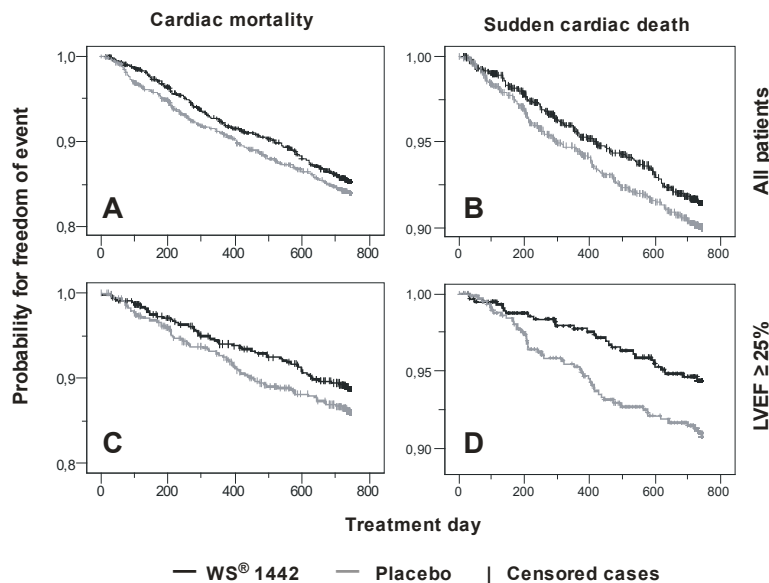 Cardiac mortality
Sudden cardiac death
Probability for freedom of event
1,0
0,9
0,8
A
0 200 400 600 800
1,00
0,95
0,90
B
0 200 400 600 800
All patients
1,0
0,9
0,8
C
0 200 400 600 800
1,00
0,95
0,90
D
0 200 400 600 800
LVEF ≥ 25%
Treatment day
WS® 1442 Placebo | Censored cases